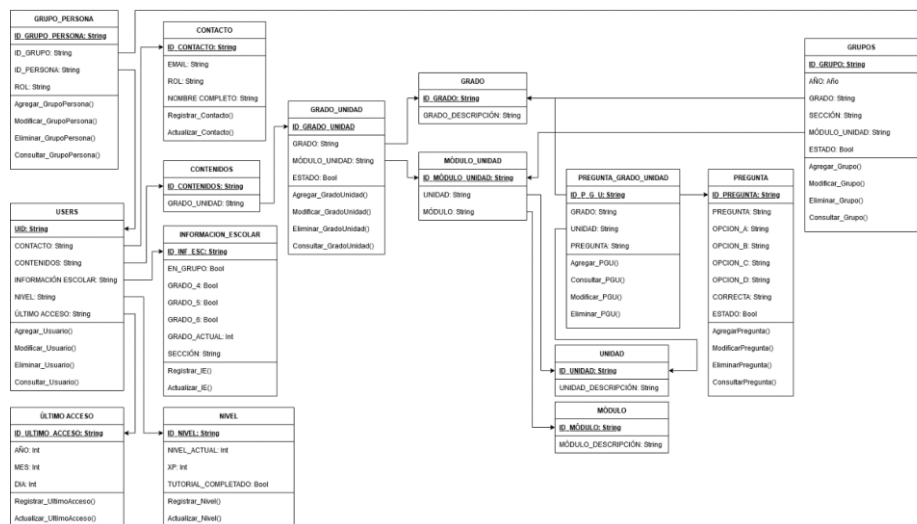 GRUPO_PERSONA
ID_GRUPO_PERSONA: String
ID_GRUPO: String
ID_PERSONA: String
ROL: String
Agregar_GrupoPersona()
Modificar_GrupoPersona()
Eliminar_GrupoPersona()
Consultar_GrupoPersona()
CONTACTO
ID_CONTACTO: String
EMAIL: String
ROL: String
NOMBRE COMPLETO: String
Registrar_Contacto()
Actualizar_Contacto()
GRADO_UNIDAD
ID_GRADO_UNIDAD
GRADO: String
MÓDULO_UNIDAD: String
ESTADO: Bool
Agregar_GradoUnidad()
Modificar_GradoUnidad()
Eliminar_GradoUnidad()
Consultar_GradoUnidad()
GRADO
ID_GRADO: String
GRADO_DESCRIPCIÓN: String
GRUPOS
ID_GRUPO: String
AÑO: Año
GRADO: String
SECCIÓN: String
MÓDULO_UNIDAD: String
ESTADO: Bool
Agregar_Grupo()
Modificar_Grupo()
Eliminar_Grupo()
Consultar_Grupo()
CONTENIDOS
ID_CONTENIDOS: String
GRADO_UNIDAD: String
MÓDULO_UNIDAD
ID_MÓDULO_UNIDAD: String
UNIDAD: String
MÓDULO: String
PREGUNTA_GRADO_UNIDAD
ID_P_G_U: String
GRADO: String
UNIDAD: String
PREGUNTA: String
Agregar_PGU()
Consultar_PGU()
Modificar_PGU()
Eliminar_PGU()
PREGUNTA
ID_PREGUNTA: String
PREGUNTA: String
OPCION_A: String
OPCION_B: String
OPCION_C: String
OPCION_D: String
CORRECTA: String
ESTADO: Bool
AgregarPregunta()
ModificarPregunta()
EliminarPregunta()
ConsultarPregunta()
USERS
UID: String
CONTACTO: String
CONTENIDOS: String
INFORMACIÓN ESCOLAR: String
NIVEL: String
ÚLTIMO ACCESO: String
Agregar_Usuario()
Modificar_Usuario()
Eliminar_Usuario()
Consultar_Usuario()
INFORMACION_ESCOLAR
ID_INF_ESC: String
EN_GRUPO: Bool
GRADO_4: Bool
GRADO_5: Bool
GRADO_6: Bool
GRADO_ACTUAL: Int
SECCIÓN: String
Registrar_IE()
Actualizar_IE()
UNIDAD
ID_UNIDAD: String
UNIDAD_DESCRIPCIÓN: String
MÓDULO
ID_MÓDULO: String
MÓDULO_DESCRIPCIÓN: String
ÚLTIMO ACCESO
ID_ULTIMO_ACCESO: String
AÑO: Int
MES: Int
DIA: Int
Registrar_UltimoAcceso()
Actualizar_UltimoAcceso()
NIVEL
ID_NIVEL: String
NIVEL_ACTUAL: Int
XP: Int
TUTORIAL_COMPLETADO: Bool
Registrar_Nivel()
Actualizar_Nivel()